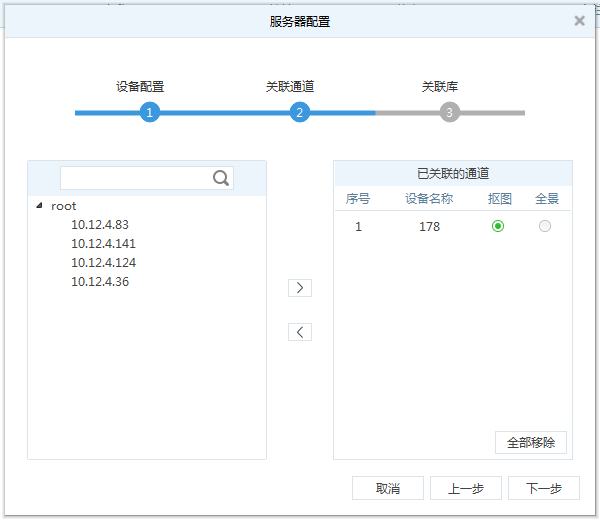 服务器配置
设备配置 关联通道 关联库
1 2 3
已关联的通道
序号 设备名称 抠图 全景
1 178
root
10.12.4.83
10.12.4.141
10.12.4.124
10.12.4.36
全部移除
取消 上一步 下一步